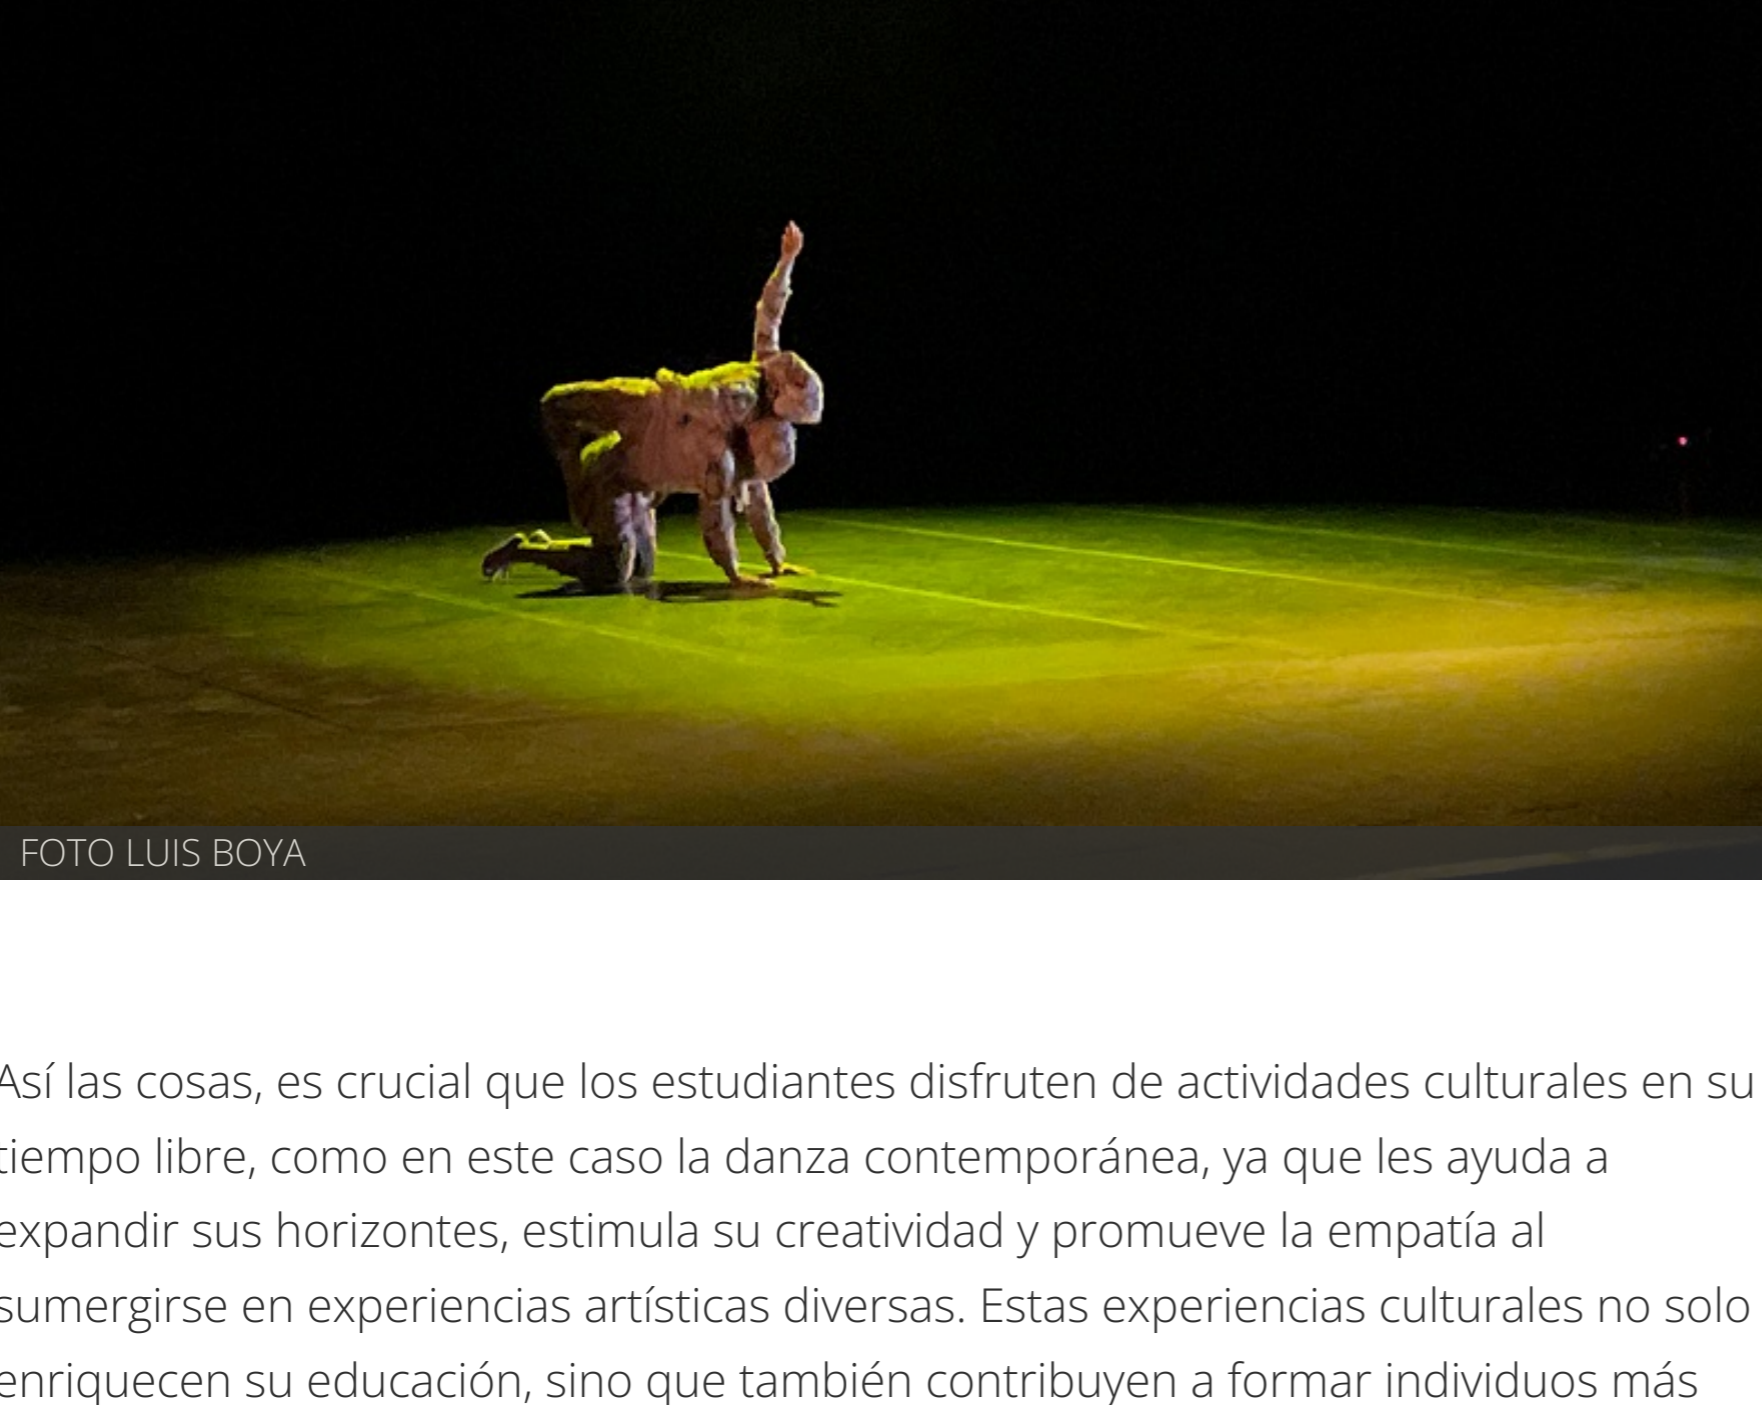 FOTO LUIS BOYA
Así las cosas, es crucial que los estudiantes disfruten de actividades culturales en su
tiempo libre, como en este caso la danza contemporánea, ya que les ayuda a
expandir sus horizontes, estimula su creatividad y promueve la empatía al
sumergirse en experiencias artísticas diversas. Estas experiencias culturales no solo
enriquecen su educación, sino que también contribuyen a formar individuos más